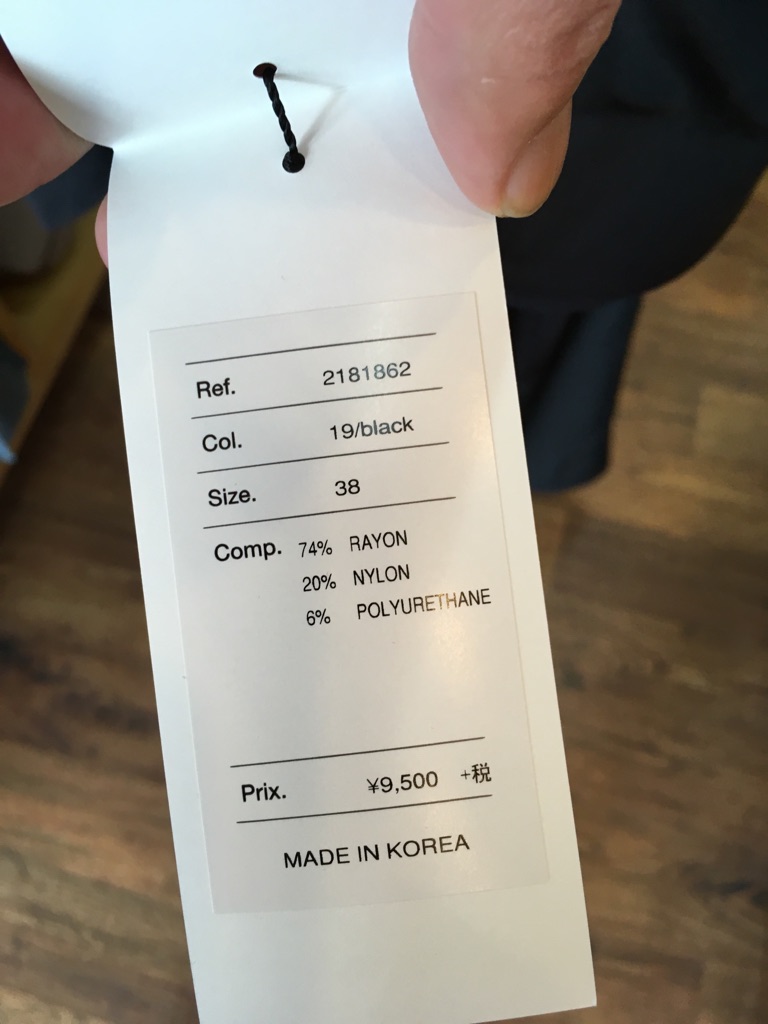 Ref. 2181862
Col. 19/black
Size. 38
Comp. 74% RAYON
20% NYLON
6% POLYURETHANE
Prix. ¥9,500 +税
MADE IN KOREA